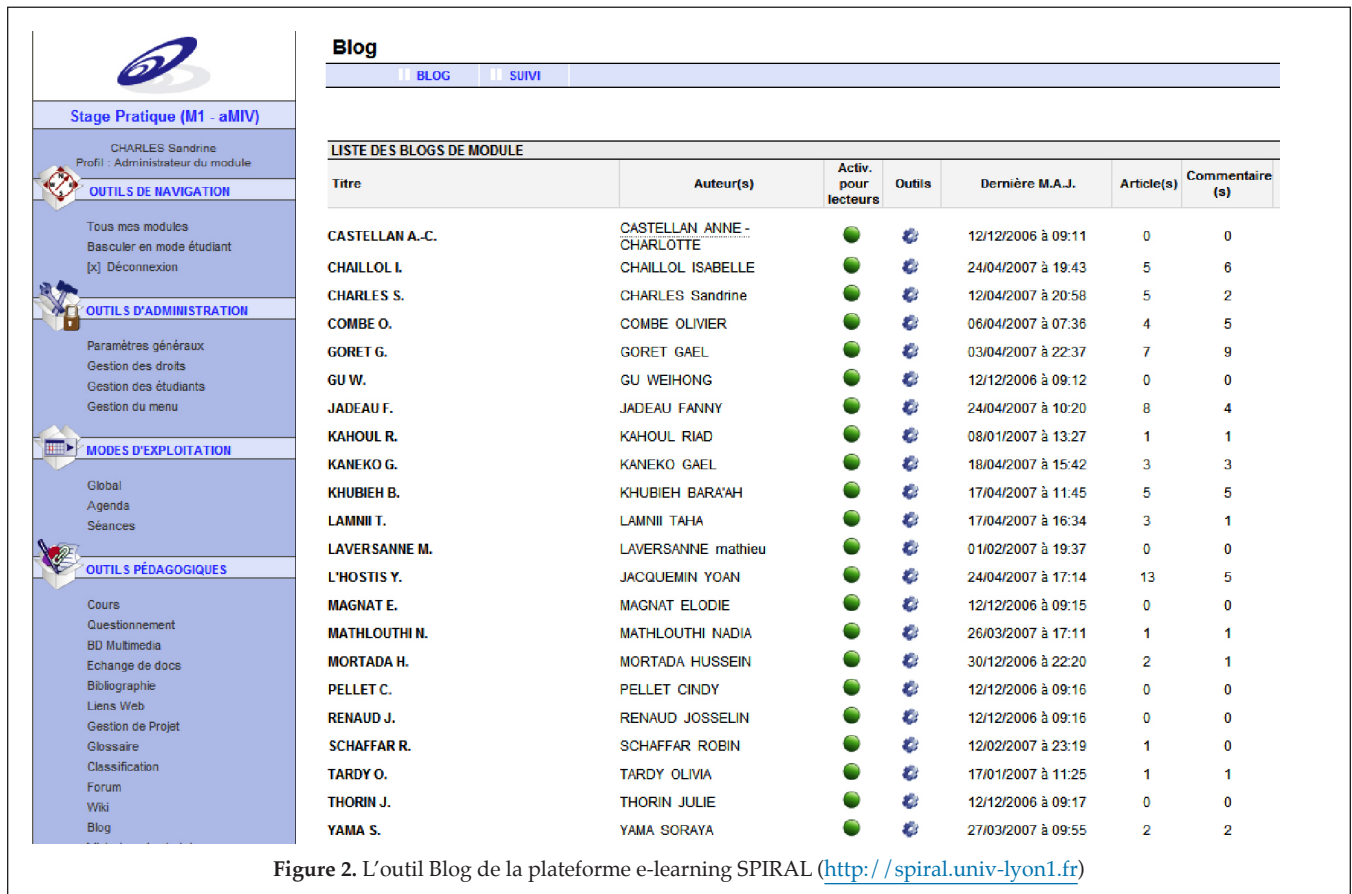 Blog
BLOG SUIVI
Stage Pratique (M1 - aMIV)
CHARLES Sandrine
Profil : Administrateur du module
OUTILS DE NAVIGATION
Tous mes modules
Basculer en mode étudiant
[x] Déconnexion
OUTILS D'ADMINISTRATION
Paramètres généraux
Gestion des droits
Gestion des étudiants
Gestion du menu
MODES D'EXPLOITATION
Global
Agenda
Séances
OUTILS PÉDAGOGIQUES
Cours
Questionnement
BD Multimedia
Echange de docs
Bibliographie
Liens Web
Gestion de Projet
Glossaire
Classification
Forum
Wiki
Blog
LISTE DES BLOGS DE MODULE
Titre Auteur(s) Activ. pour lecteurs Outils Dernière M.A.J. Article(s) Commentaire (s)
CASTELLAN A.-C. CASTELLAN ANNE - CHARLOTTE 12/12/2006 à 09:11 0 0
CHAILLOL I. CHAILLOL ISABELLE 24/04/2007 à 19:43 5 6
CHARLES S. CHARLES Sandrine 12/04/2007 à 20:58 5 2
COMBE O. COMBE OLIVIER 06/04/2007 à 07:36 4 5
GORET G. GORET GAEL 03/04/2007 à 22:37 7 9
GU W. GU WEIHONG 12/12/2006 à 09:12 0 0
JADEAU F. JADEAU FANNY 24/04/2007 à 10:20 8 4
KAHOUL R. KAHOUL RIAD 08/01/2007 à 13:27 1 1
KANEKO G. KANEKO GAEL 18/04/2007 à 15:42 3 3
KHUBIEH B. KHUBIEH BARA'AH 17/04/2007 à 11:45 5 5
LAMNII T. LAMNII TAHA 17/04/2007 à 16:34 3 1
LAVERSANNE M. LAVERSANNE mathieu 01/02/2007 à 19:37 0 0
L'HOSTIS Y. JACQUEMIN YOAN 24/04/2007 à 17:14 13 5
MAGNAT E. MAGNAT ELODIE 12/12/2006 à 09:15 0 0
MATHLOUTHI N. MATHLOUTHI NADIA 26/03/2007 à 17:11 1 1
MORTADA H. MORTADA HUSSEIN 30/12/2006 à 22:20 2 1
PELLET C. PELLET CINDY 12/12/2006 à 09:16 0 0
RENAUD J. RENAUD JOSSELIN 12/12/2006 à 09:16 0 0
SCHAFFAR R. SCHAFFAR ROBIN 12/02/2007 à 23:19 1 0
TARDY O. TARDY OLIVIA 17/01/2007 à 11:25 1 1
THORIN J. THORIN JULIE 12/12/2006 à 09:17 0 0
YAMA S. YAMA SORAYA 27/03/2007 à 09:55 2 2
Figure 2. L'outil Blog de la plateforme e-learning SPIRAL (http://spiral.univ-lyon1.fr)